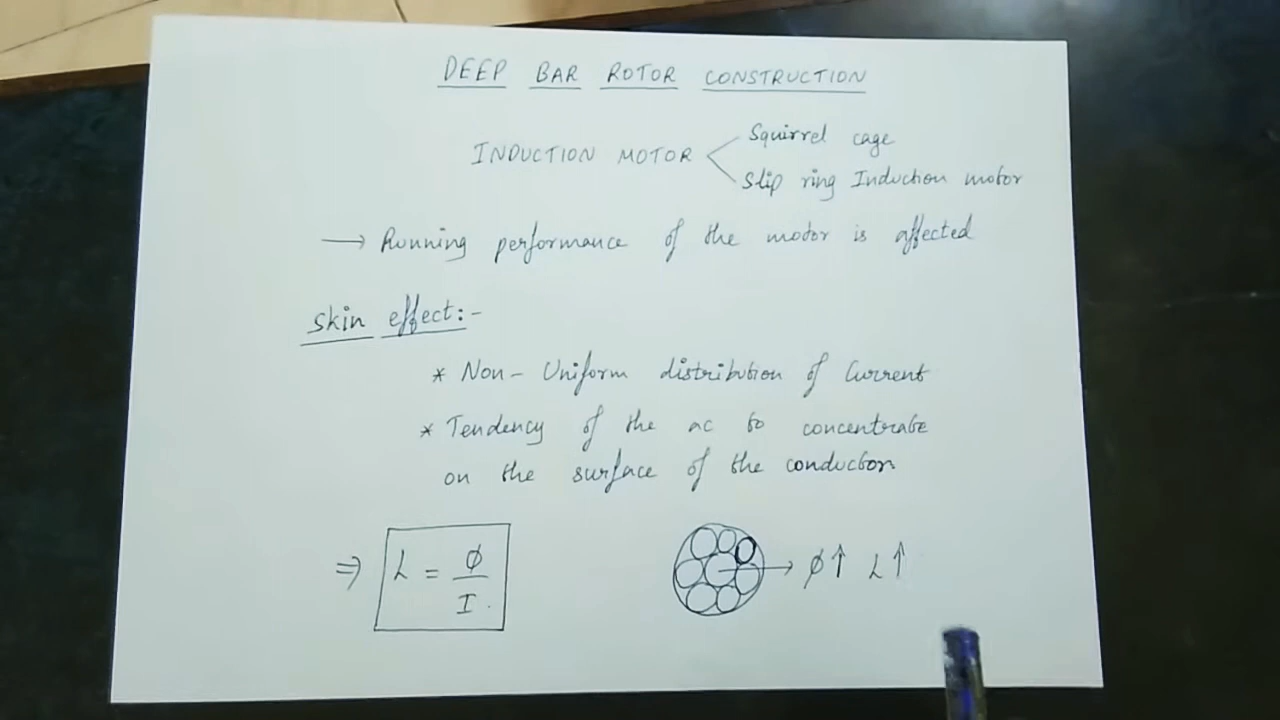 DEEP BAR ROTOR CONSTRUCTION
INDUCTION MOTOR
Squirrel cage
Slip ring Induction motor
→ Running performance of the motor is affected
Skin effect:-
* Non-Uniform distribution of Current
* Tendency of the ac to concentrate
on the surface of the conductor.
⇒ L = φ/I.
φ↑ L↑